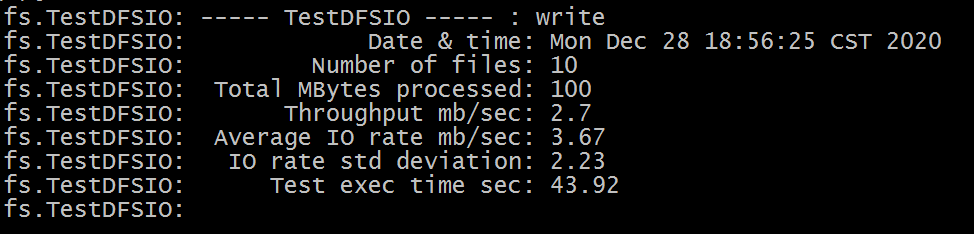 fs.TestDFSIO: ----- TestDFSIO ----- : write
fs.TestDFSIO:             Date & time: Mon Dec 28 18:56:25 CST 2020
fs.TestDFSIO:         Number of files: 10
fs.TestDFSIO:  Total MBytes processed: 100
fs.TestDFSIO:       Throughput mb/sec: 2.7
fs.TestDFSIO:  Average IO rate mb/sec: 3.67
fs.TestDFSIO:   IO rate std deviation: 2.23
fs.TestDFSIO:      Test exec time sec: 43.92
fs.TestDFSIO: